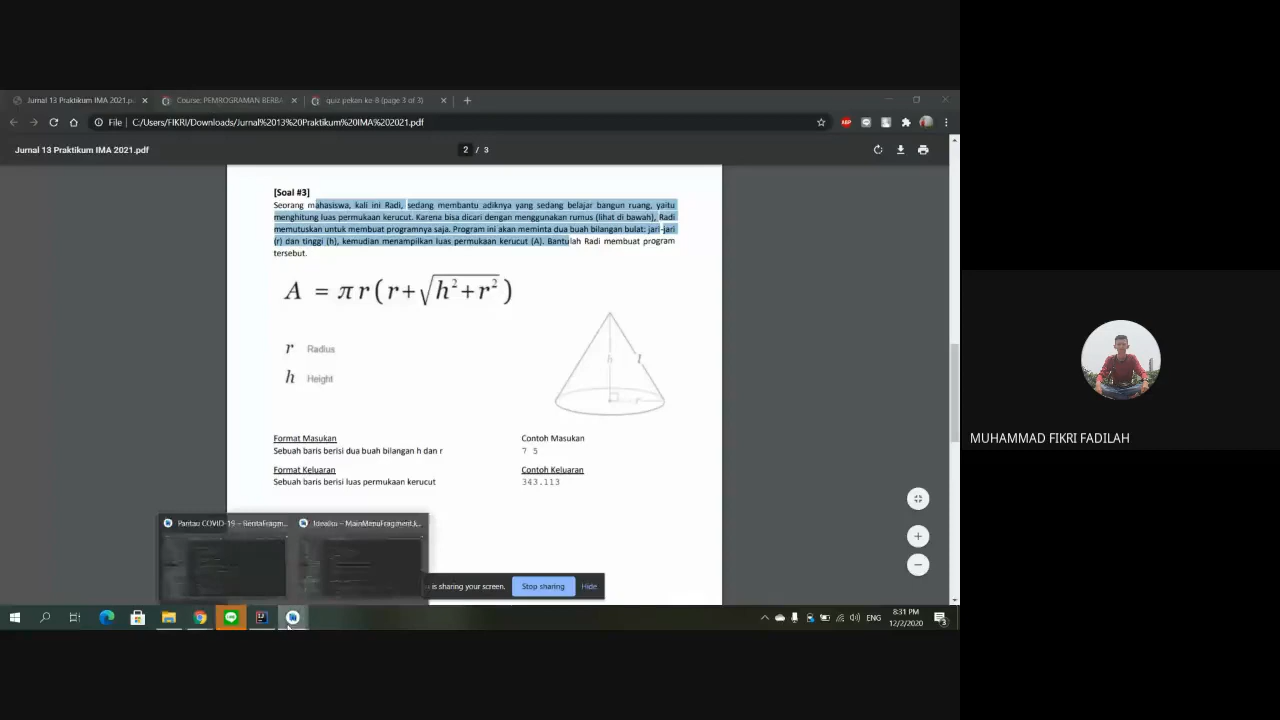 Jurnal 13 Praktikum IMA 2021.p...
Course: PEMROGRAMAN BERBA
quiz pekan ke-8 (page 3 of 3)
File
C:/Users/FIKRI/Downloads/Jurnal%2013%20Praktikum%20IMA%202021.pdf
ABP
Jurnal 13 Praktikum IMA 2021.pdf
2 / 3
[Soal #3]
Seorang mahasiswa, kali ini Radi, sedang membantu adiknya yang sedang belajar bangun ruang, yaitu
menghitung luas permukaan kerucut. Karena bisa dicari dengan menggunakan rumus (lihat di bawah), Radi
memutuskan untuk membuat programnya saja. Program ini akan meminta dua buah bilangan bulat: jari-jari
(r) dan tinggi (h), kemudian menampilkan luas permukaan kerucut (A). Bantulah Radi membuat program
tersebut.
A = π r ( r + √h² + r² )
r Radius
h Height
h
l
r
Format Masukan
Sebuah baris berisi dua buah bilangan h dan r
Contoh Masukan
7 5
Format Keluaran
Sebuah baris berisi luas permukaan kerucut
Contoh Keluaran
343.113
MUHAMMAD FIKRI FADILAH
Pantau COVID-19 – BeritaFragm...
MainMenuFragment.k...
is sharing your screen.
Stop sharing
Hide
ENG
8:31 PM
12/2/2020
3